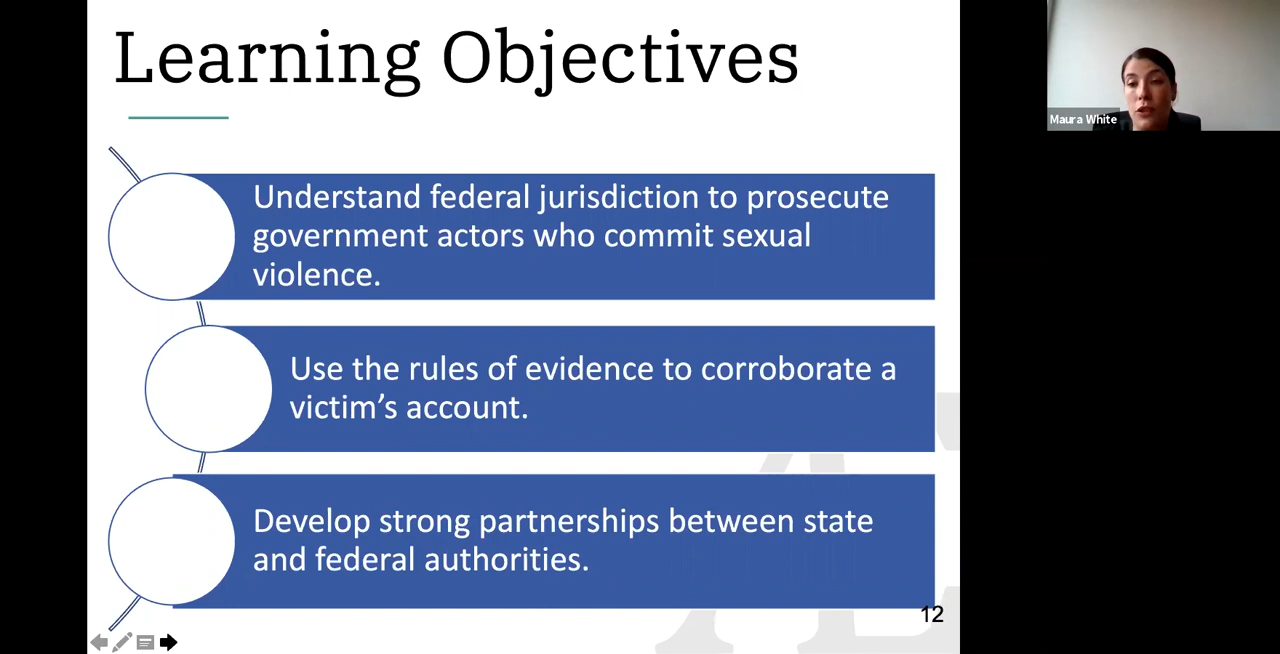 Learning Objectives
Maura White
Understand federal jurisdiction to prosecute
government actors who commit sexual
violence.
Use the rules of evidence to corroborate a
victim’s account.
Develop strong partnerships between state
and federal authorities.
12